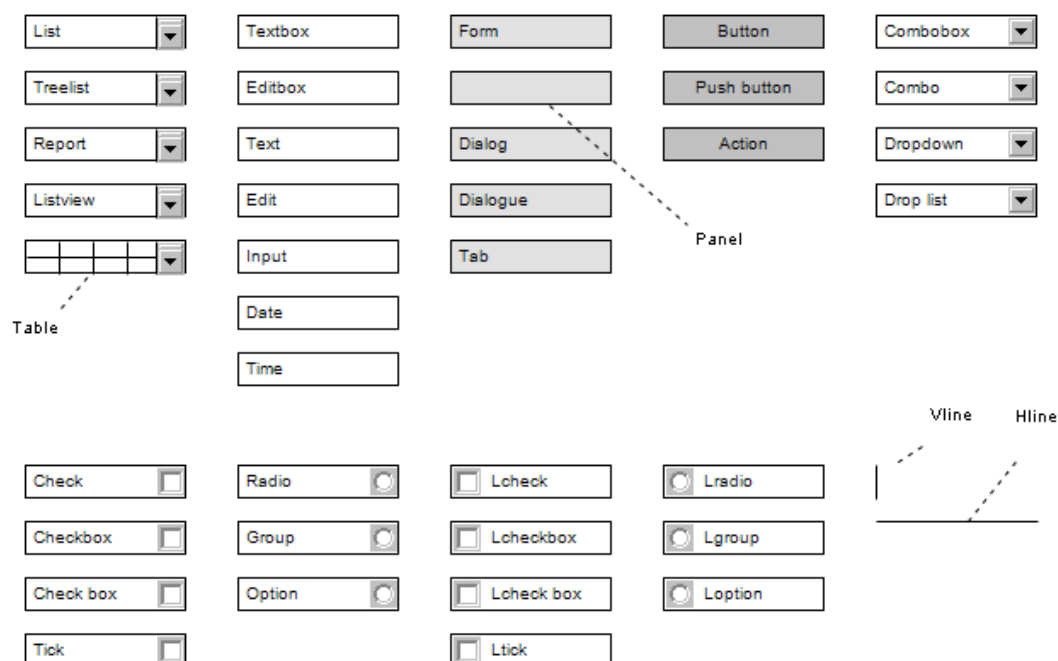 List Textbox Form Button Combobox
Treelist Editbox Push button Combo
Report Text Dialog Action Dropdown
Listview Edit Dialogue Drop list
Panel
Input Tab
Table
Date
Time
Vline Hline
Check Radio Lcheck Lradio
Checkbox Group Lcheckbox Lgroup
Check box Option Lcheck box Loption
Tick Ltick